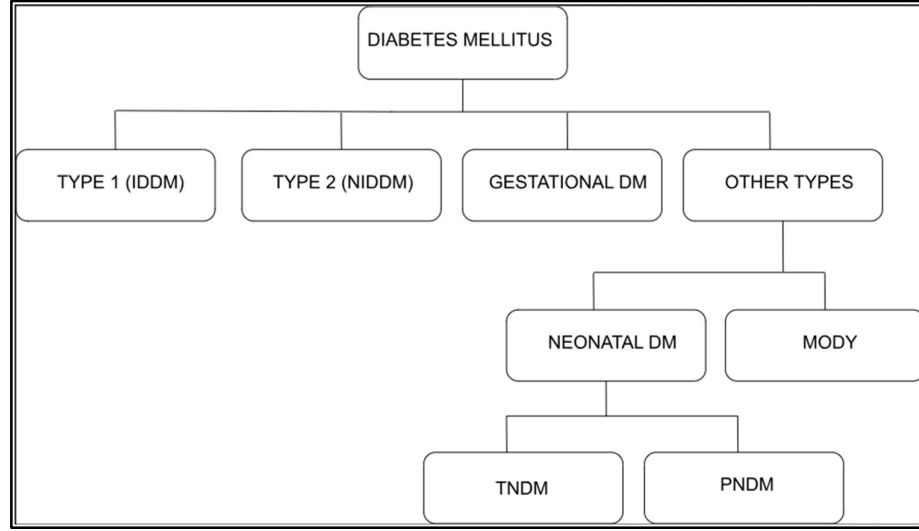 DIABETES MELLITUS
TYPE 1 (IDDM)
TYPE 2 (NIDDM)
GESTATIONAL DM
OTHER TYPES
NEONATAL DM
MODY
TNDM
PNDM